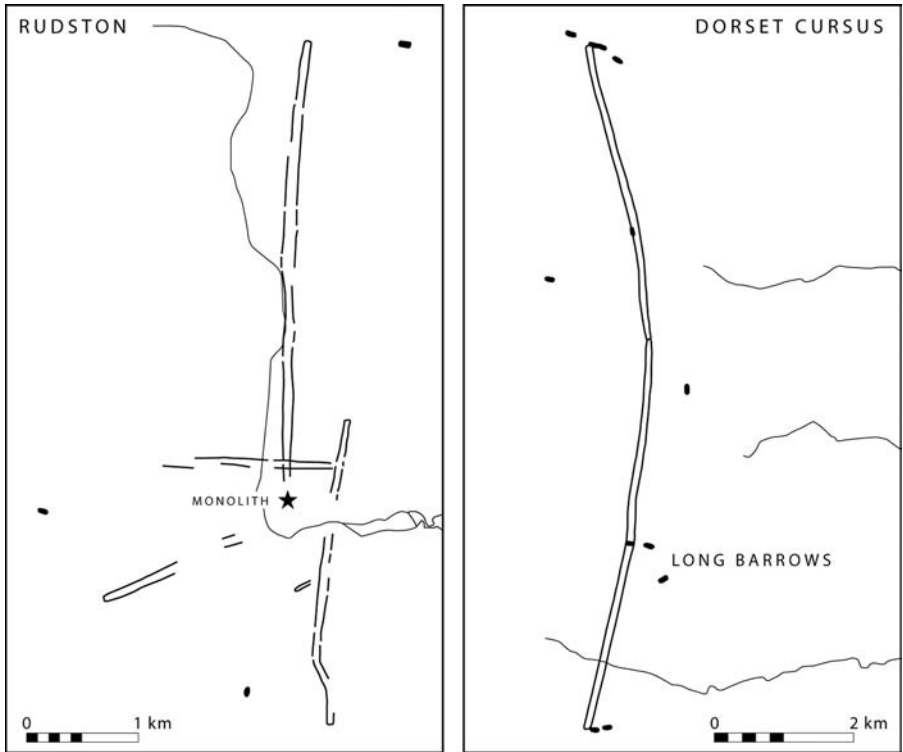 RUDSTON
MONOLITH
0 1 km
DORSET CURSUS
LONG BARROWS
0 2 km